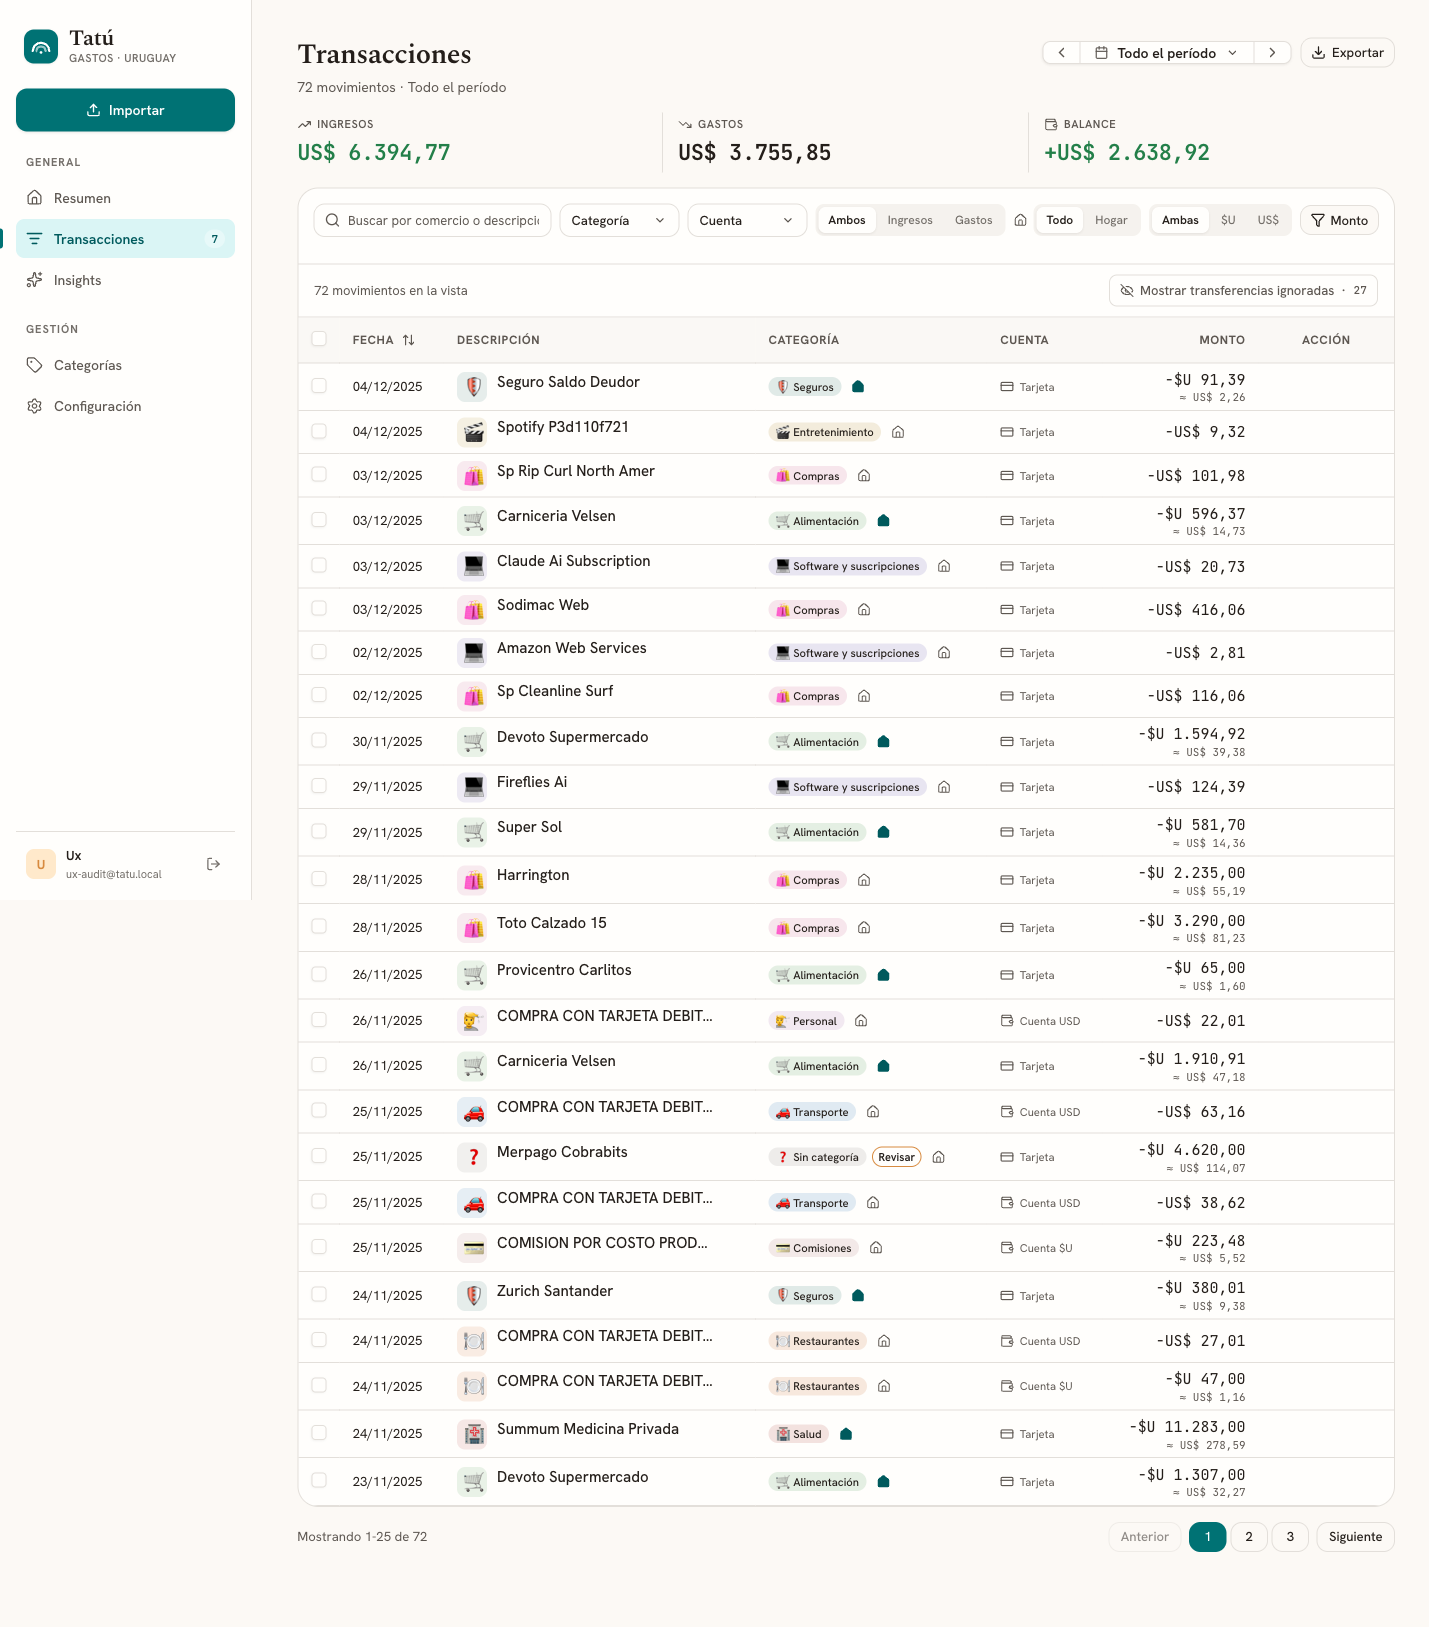 Tatú
GASTOS · URUGUAY
Importar
GENERAL
Resumen
Transacciones 7
Insights
GESTIÓN
Categorías
Configuración
U Ux
ux-audit@tatu.local
Transacciones
72 movimientos · Todo el período
Todo el período
Exportar
INGRESOS
US$ 6.394,77
GASTOS
US$ 3.755,85
BALANCE
+US$ 2.638,92
Buscar por comercio o descripci
Categoría
Cuenta
Ambos Ingresos Gastos
Todo Hogar
Ambas $U US$
Monto
72 movimientos en la vista
Mostrar transferencias ignoradas · 27
FECHA DESCRIPCIÓN CATEGORÍA CUENTA MONTO ACCIÓN
04/12/2025 Seguro Saldo Deudor Seguros Tarjeta -$U 91,39
≈ US$ 2,26
04/12/2025 Spotify P3d110f721 Entretenimiento Tarjeta -US$ 9,32
03/12/2025 Sp Rip Curl North Amer Compras Tarjeta -US$ 101,98
03/12/2025 Carniceria Velsen Alimentación Tarjeta -$U 596,37
≈ US$ 14,73
03/12/2025 Claude Ai Subscription Software y suscripciones Tarjeta -US$ 20,73
03/12/2025 Sodimac Web Compras Tarjeta -US$ 416,06
02/12/2025 Amazon Web Services Software y suscripciones Tarjeta -US$ 2,81
02/12/2025 Sp Cleanline Surf Compras Tarjeta -US$ 116,06
30/11/2025 Devoto Supermercado Alimentación Tarjeta -$U 1.594,92
≈ US$ 39,38
29/11/2025 Fireflies Ai Software y suscripciones Tarjeta -US$ 124,39
29/11/2025 Super Sol Alimentación Tarjeta -$U 581,70
≈ US$ 14,36
28/11/2025 Harrington Compras Tarjeta -$U 2.235,00
≈ US$ 55,19
28/11/2025 Toto Calzado 15 Compras Tarjeta -$U 3.290,00
≈ US$ 81,23
26/11/2025 Provicentro Carlitos Alimentación Tarjeta -$U 65,00
≈ US$ 1,60
26/11/2025 COMPRA CON TARJETA DEBIT... Personal Cuenta USD -US$ 22,01
26/11/2025 Carniceria Velsen Alimentación Tarjeta -$U 1.910,91
≈ US$ 47,18
25/11/2025 COMPRA CON TARJETA DEBIT... Transporte Cuenta USD -US$ 63,16
25/11/2025 Merpago Cobrabits Sin categoría Revisar Tarjeta -$U 4.620,00
≈ US$ 114,07
25/11/2025 COMPRA CON TARJETA DEBIT... Transporte Cuenta USD -US$ 38,62
25/11/2025 COMISION POR COSTO PROD... Comisiones Cuenta $U -$U 223,48
≈ US$ 5,52
24/11/2025 Zurich Santander Seguros Tarjeta -$U 380,01
≈ US$ 9,38
24/11/2025 COMPRA CON TARJETA DEBIT... Restaurantes Cuenta USD -US$ 27,01
24/11/2025 COMPRA CON TARJETA DEBIT... Restaurantes Cuenta $U -$U 47,00
≈ US$ 1,16
24/11/2025 Summum Medicina Privada Salud Tarjeta -$U 11.283,00
≈ US$ 278,59
23/11/2025 Devoto Supermercado Alimentación Tarjeta -$U 1.307,00
≈ US$ 32,27
Mostrando 1-25 de 72
Anterior 1 2 3 Siguiente